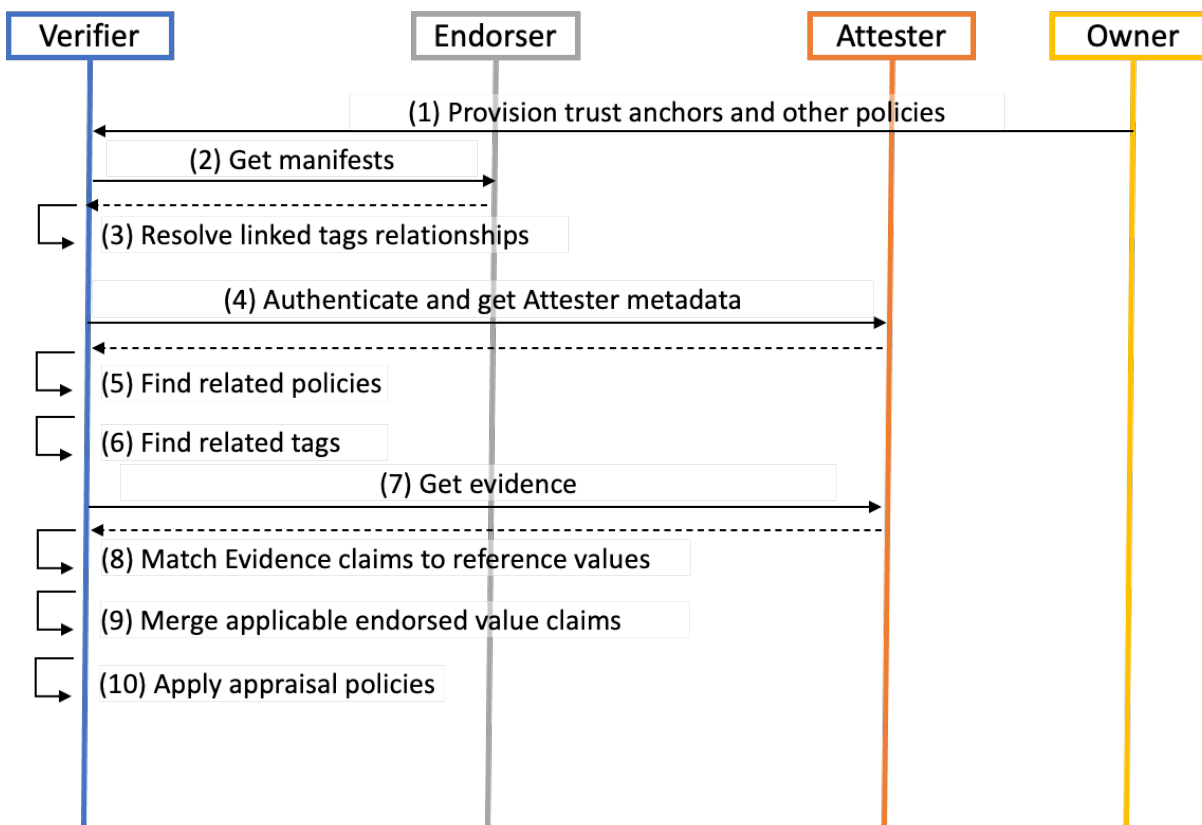 Verifier
Endorser
Attester
Owner
(1) Provision trust anchors and other policies
(2) Get manifests
(3) Resolve linked tags relationships
(4) Authenticate and get Attester metadata
(5) Find related policies
(6) Find related tags
(7) Get evidence
(8) Match Evidence claims to reference values
(9) Merge applicable endorsed value claims
(10) Apply appraisal policies